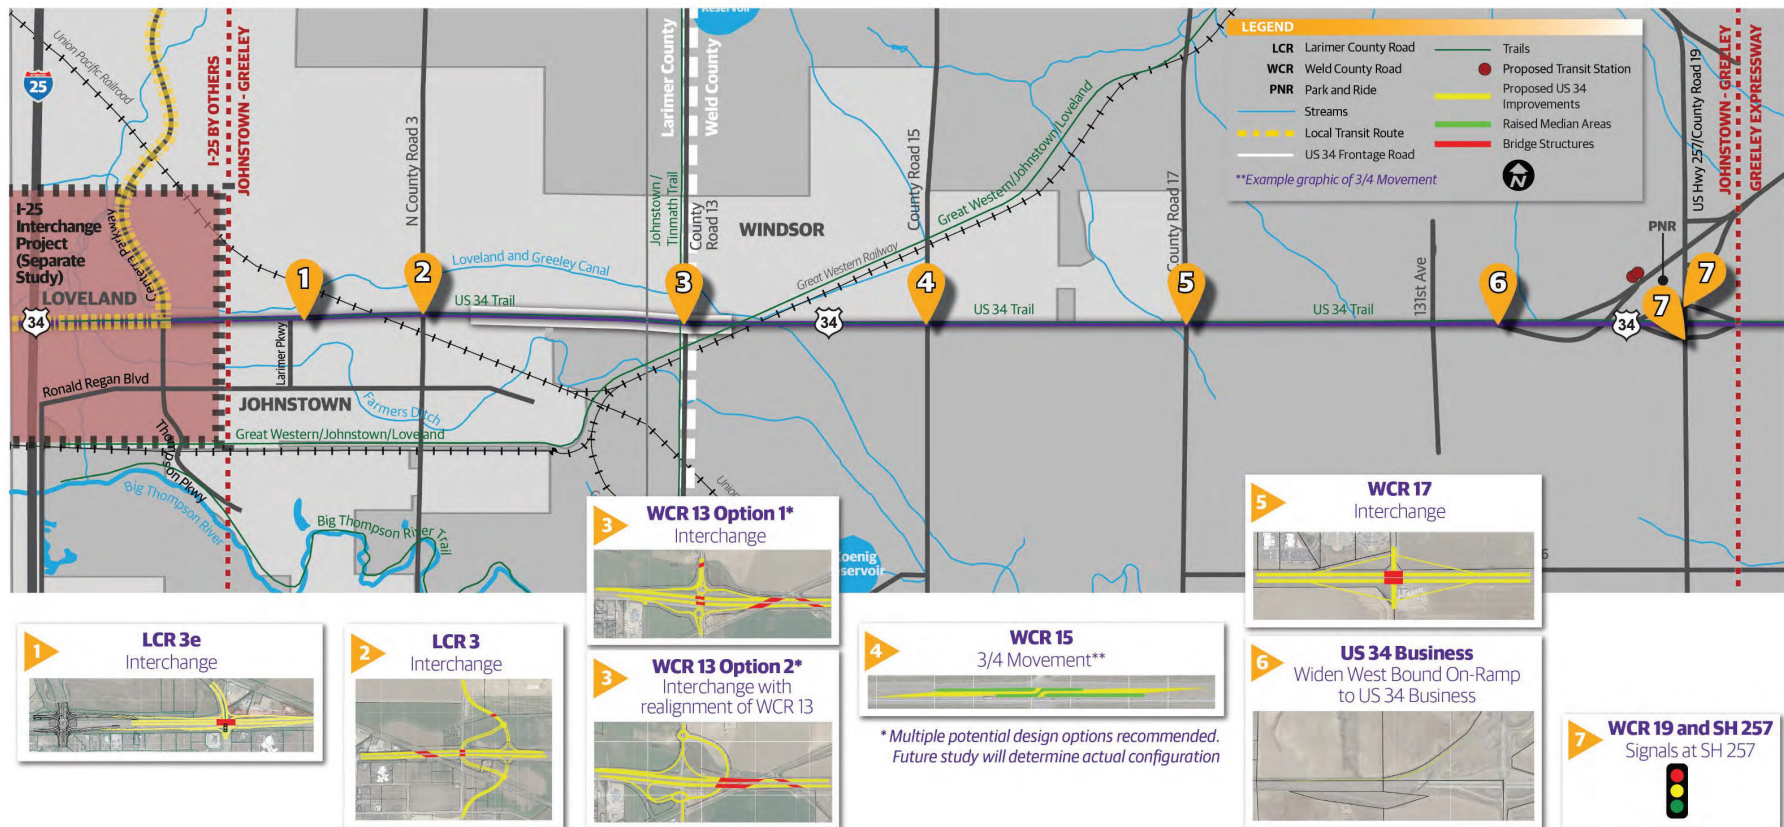 Reservoir
Union Pacific Railroad
25
I-25 BY OTHERS
JOHNSTOWN - GREELEY
N County Road 3
Larimer County
Weld County
Johnstown /
Tinmath Trail
County
Road 13
WINDSOR
County Road 15
Great Western/Johnstown/Loveland
Great Western Railway
County Road 17
131st Ave
US Hwy 257/County Road 19
JOHNSTOWN - GREELEY
GREELEY EXPRESSWAY
LEGEND
LCR Larimer County Road
WCR Weld County Road
PNR Park and Ride
Streams
Local Transit Route
US 34 Frontage Road
**Example graphic of 3/4 Movement
Trails
Proposed Transit Station
Proposed US 34
Improvements
Raised Median Areas
Bridge Structures
N
I-25
Interchange
Project
(Separate
Study)
Centerra Parkway
LOVELAND
34
1
2
Loveland and Greeley Canal
US 34 Trail
3
34
4
US 34 Trail
5
US 34 Trail
6
PNR
34
7
7
Larimer Pkwy
Ronald Regan Blvd
JOHNSTOWN
Farmers Ditch
Great Western/Johnstown/Loveland
Thompson Pkwy
Big Thompson River
Big Thompson River Trail
Koenig
Reservoir
1
LCR 3e
Interchange
2
LCR 3
Interchange
3
WCR 13 Option 1*
Interchange
3
WCR 13 Option 2*
Interchange with
realignment of WCR 13
4
WCR 15
3/4 Movement**
* Multiple potential design options recommended.
Future study will determine actual configuration
5
WCR 17
Interchange
6
US 34 Business
Widen West Bound On-Ramp
to US 34 Business
7
WCR 19 and SH 257
Signals at SH 257